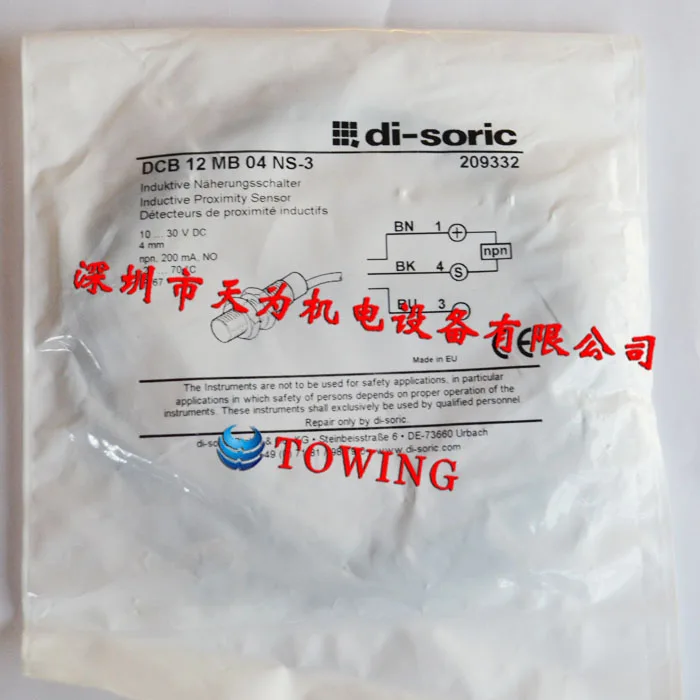 di-soric
DCB 12 MB 04 NS-3
209332
Induktive Näherungsschalter
Inductive Proximity Sensor
Détecteurs de proximité inductifs
10 ... 30 V DC
4 mm
npn, 200 mA, NO
... 70 °C
67
BN 1 +
npn
BK 4 S
BU 3
深圳市天为机电设备有限公司
CE
Made in EU
The Instruments are not to be used for safety applications, in particular
applications in which safety of persons depends on proper operation of the
instruments. These instruments shall exclusively be used by qualified personnel.
Repair only by di-soric.
KG • Steinbeisstraße 6 • DE-73660 Urbach
www.di-soric.com
TOWING